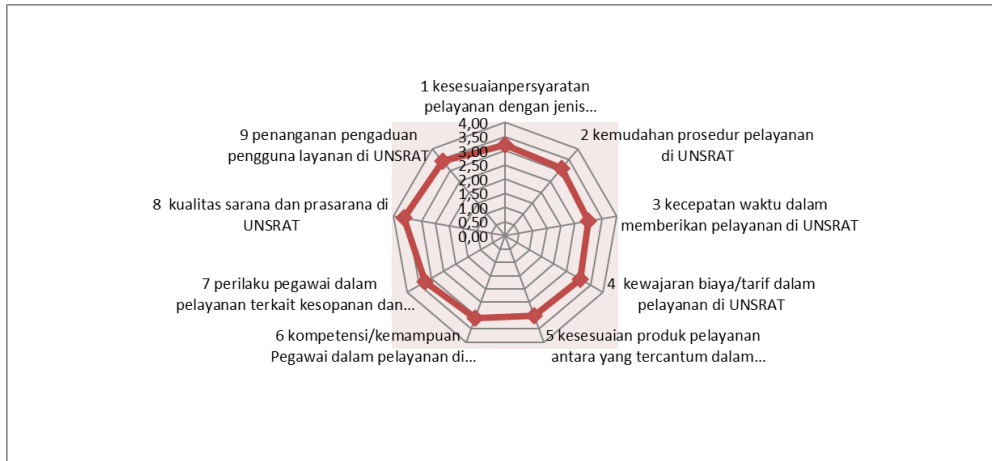 1 kesesuaianpersyaratan
pelayanan dengan jenis...
2 kemudahan prosedur pelayanan
di UNSRAT
3 kecepatan waktu dalam
memberikan pelayanan di UNSRAT
4 kewajaran biaya/tarif dalam
pelayanan di UNSRAT
5 kesesuaian produk pelayanan
antara yang tercantum dalam...
6 kompetensi/kemampuan
Pegawai dalam pelayanan di...
7 perilaku pegawai dalam
pelayanan terkait kesopanan dan...
8 kualitas sarana dan prasarana di
UNSRAT
9 penanganan pengaduan
pengguna layanan di UNSRAT
4,00
3,50
3,00
2,50
2,00
1,50
1,00
0,50
0,00